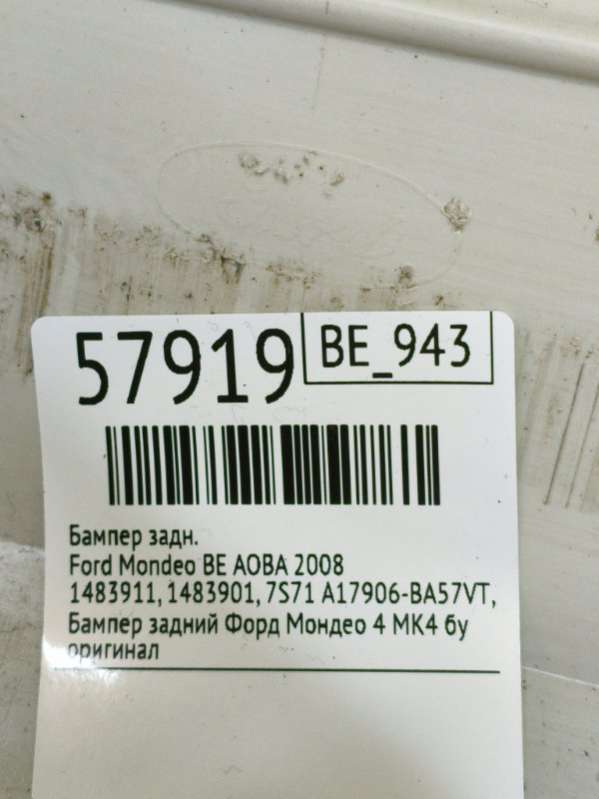 57919
BE_943
Бампер задн.
Ford Mondeo BE AOBA 2008
1483911, 1483901, 7S71 A17906-BA57VT,
Бампер задний Форд Мондео 4 МК4 бу
оригинал